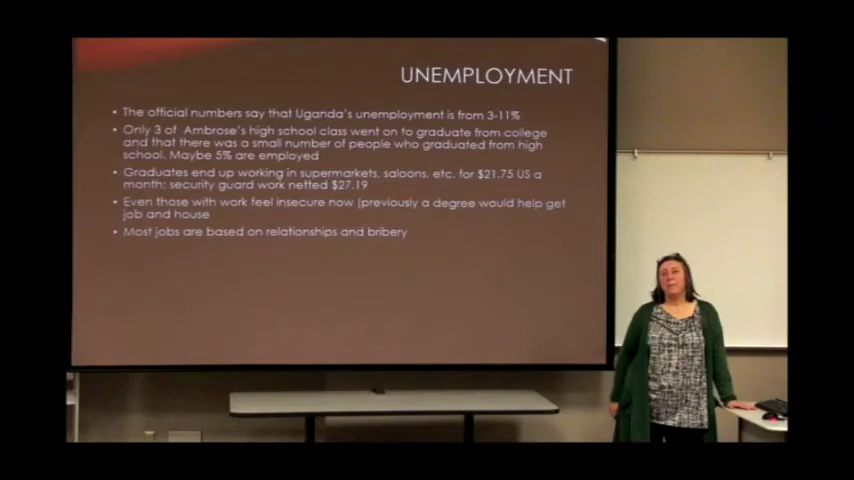 UNEMPLOYMENT
• The official numbers say that Uganda's unemployment is from 3-11%
• Only 3 of Ambrose's high school class went on to graduate from college
and that there was a small number of people who graduated from high
school. Maybe 5% are employed
• Graduates end up working in supermarkets, saloons, etc. for $21.75 US a
month; security guard work netted $27.19
• Even those with work feel insecure now (previously a degree would help get
job and house
• Most jobs are based on relationships and bribery